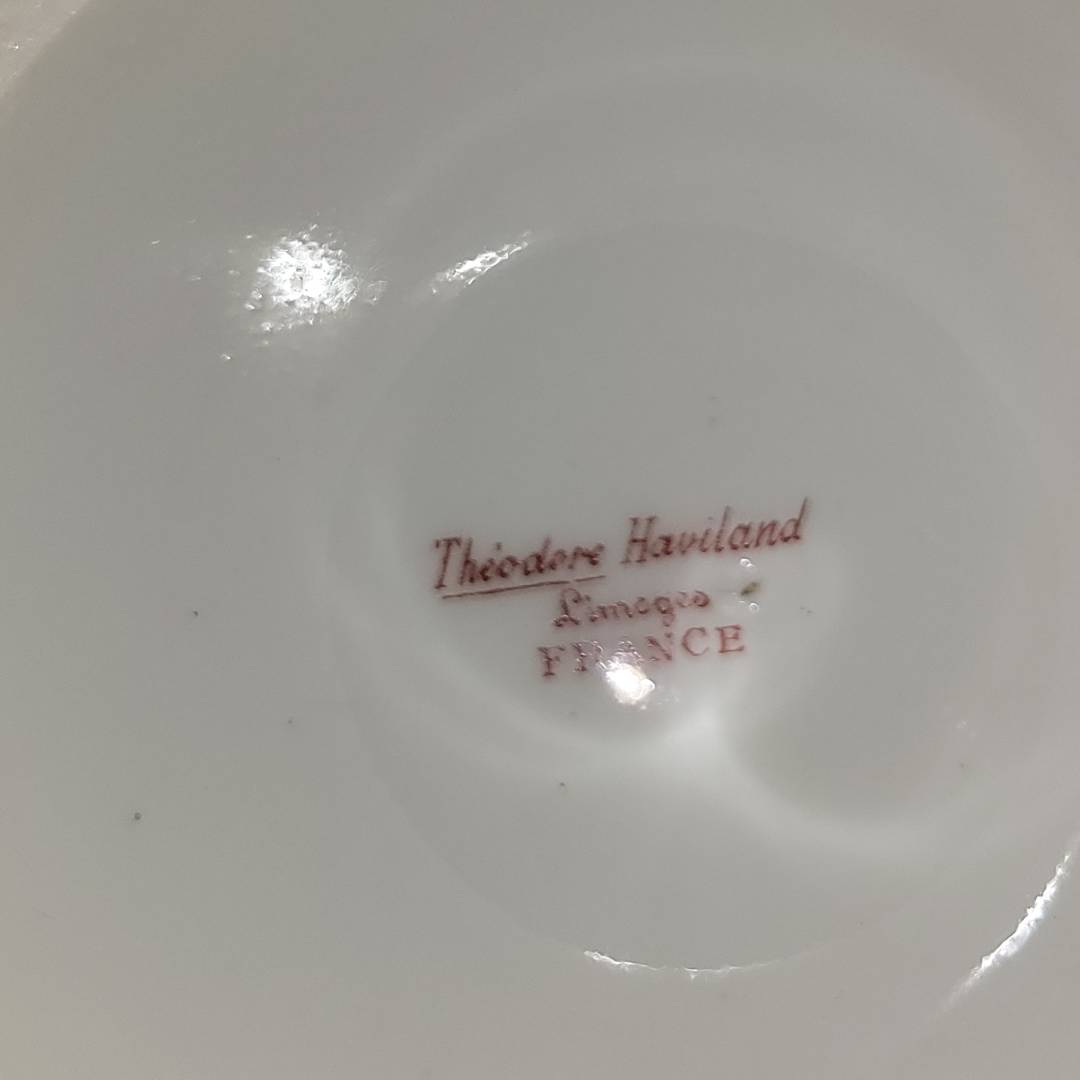 Théodore Haviland
Limoges
FRANCE